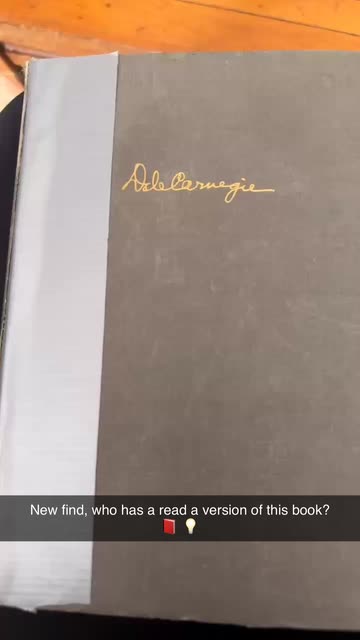 Dale Carnegie
New find, who has a read a version of this book?
📕💡